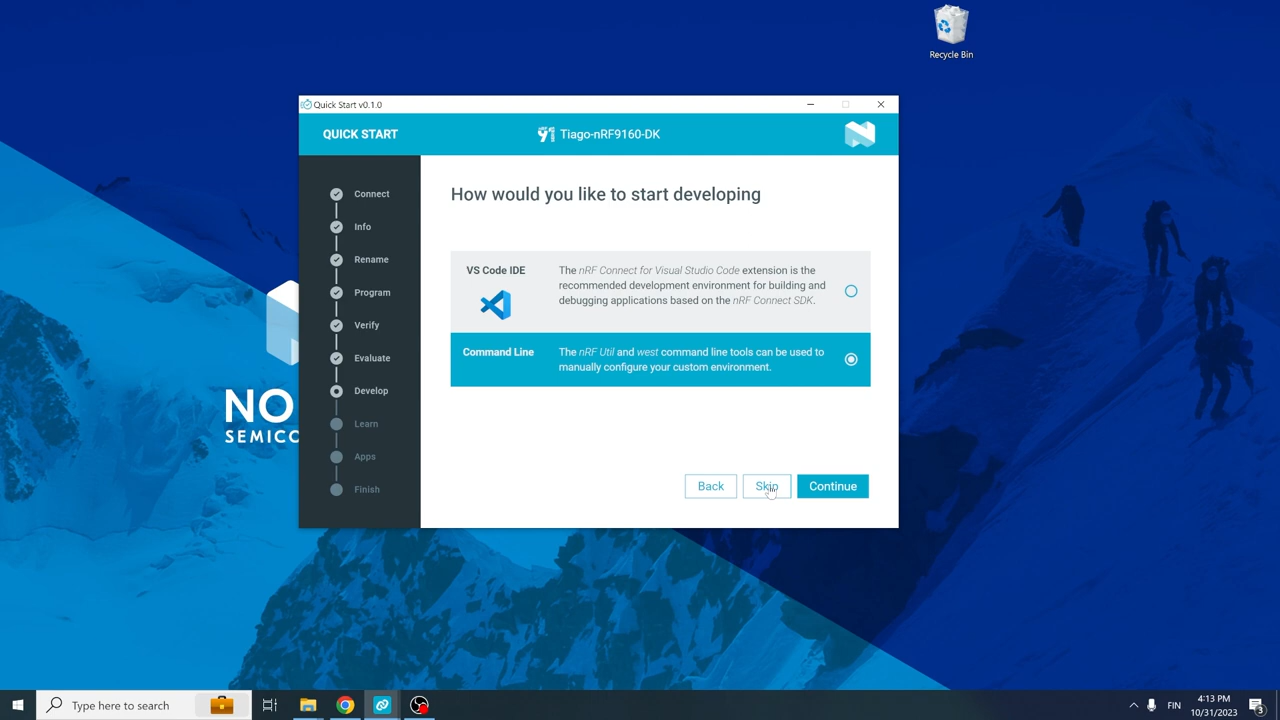 Recycle Bin
Quick Start v0.1.0
QUICK START
Tiago-nRF9160-DK
Connect
Info
Rename
Program
Verify
Evaluate
Develop
Learn
Apps
Finish
How would you like to start developing
VS Code IDE
The nRF Connect for Visual Studio Code extension is the
recommended development environment for building and
debugging applications based on the nRF Connect SDK.
Command Line
The nRF Util and west command line tools can be used to
manually configure your custom environment.
Back
Skip
Continue
NO
SEMICO
Type here to search
FIN
4:13 PM
10/31/2023
3